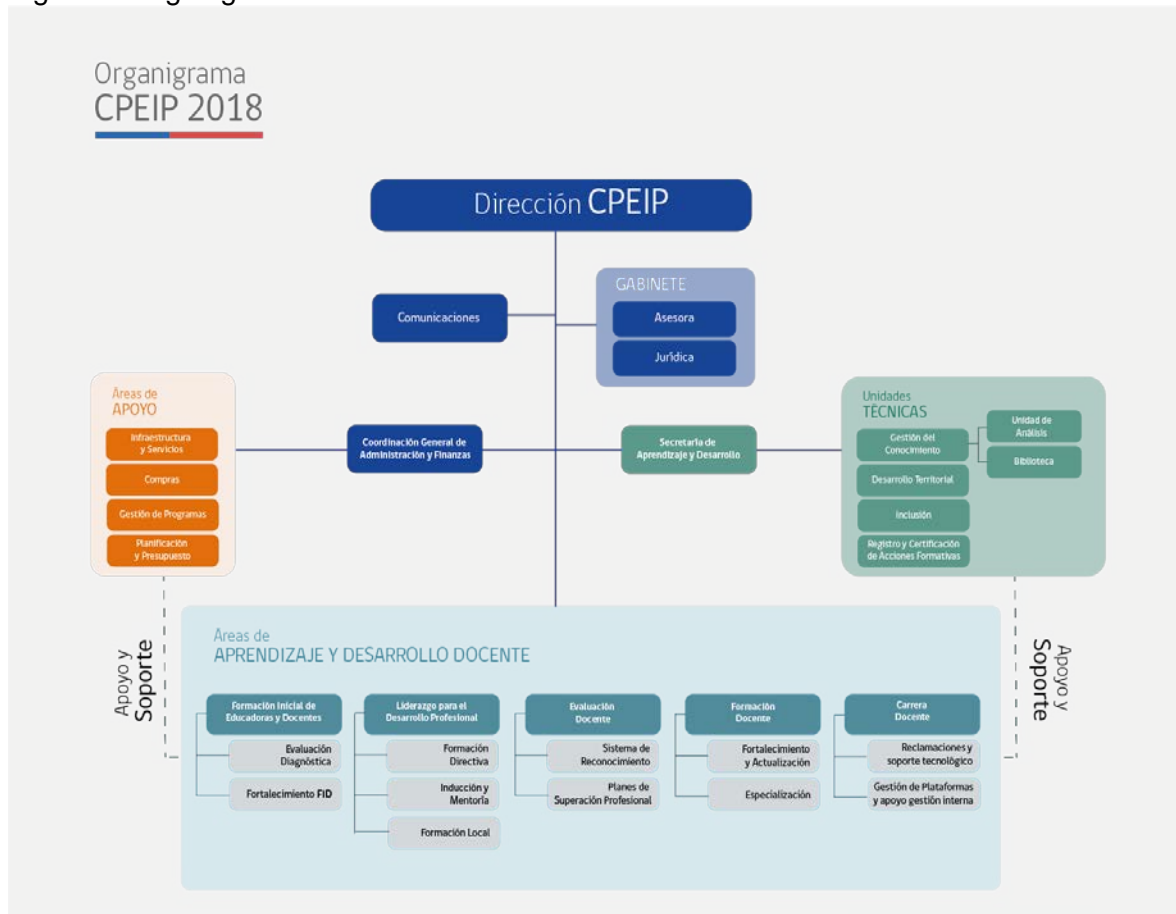 Organigrama
CPEIP 2018
Dirección CPEIP
Comunicaciones
GABINETE
Asesora
Jurídica
Áreas de
APOYO
Infraestructura
y Servicios
Compras
Gestión de Programas
Planificación
y Presupuesto
Coordinación General de
Administración y Finanzas
Secretaría de
Aprendizaje y Desarrollo
Unidades
TÉCNICAS
Gestión del
Conocimiento
Unidad de
Análisis
Biblioteca
Desarrollo Territorial
Inclusión
Registro y Certificación
de Acciones Formativas
Apoyo y
Soporte
Apoyo y
Soporte
Áreas de
APRENDIZAJE Y DESARROLLO DOCENTE
Formación Inicial de
Educadoras y Docentes
Evaluación
Diagnóstica
Fortalecimiento FID
Liderazgo para el
Desarrollo Profesional
Formación
Directiva
Inducción y
Mentoría
Formación Local
Evaluación
Docente
Sistema de
Reconocimiento
Planes de
Superación Profesional
Formación
Docente
Fortalecimiento
y Actualización
Especialización
Carrera
Docente
Reclamaciones y
soporte tecnológico
Gestión de Plataformas
y apoyo gestión interna